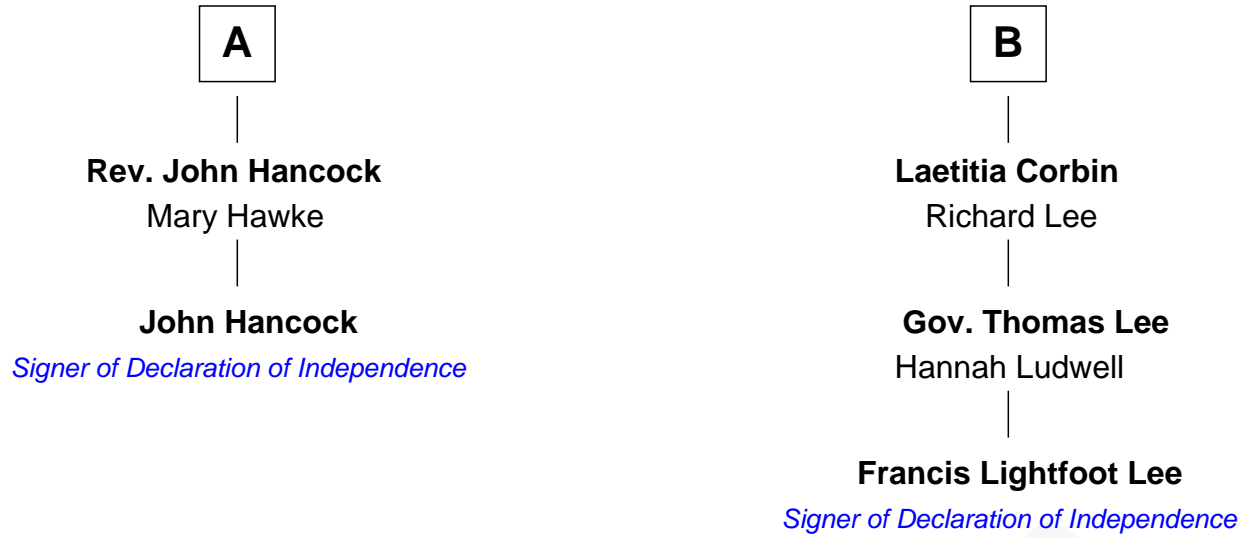 A
Rev. John Hancock
Mary Hawke
John Hancock
Signer of Declaration of Independence
B
Laetitia Corbin
Richard Lee
Gov. Thomas Lee
Hannah Ludwell
Francis Lightfoot Lee
Signer of Declaration of Independence